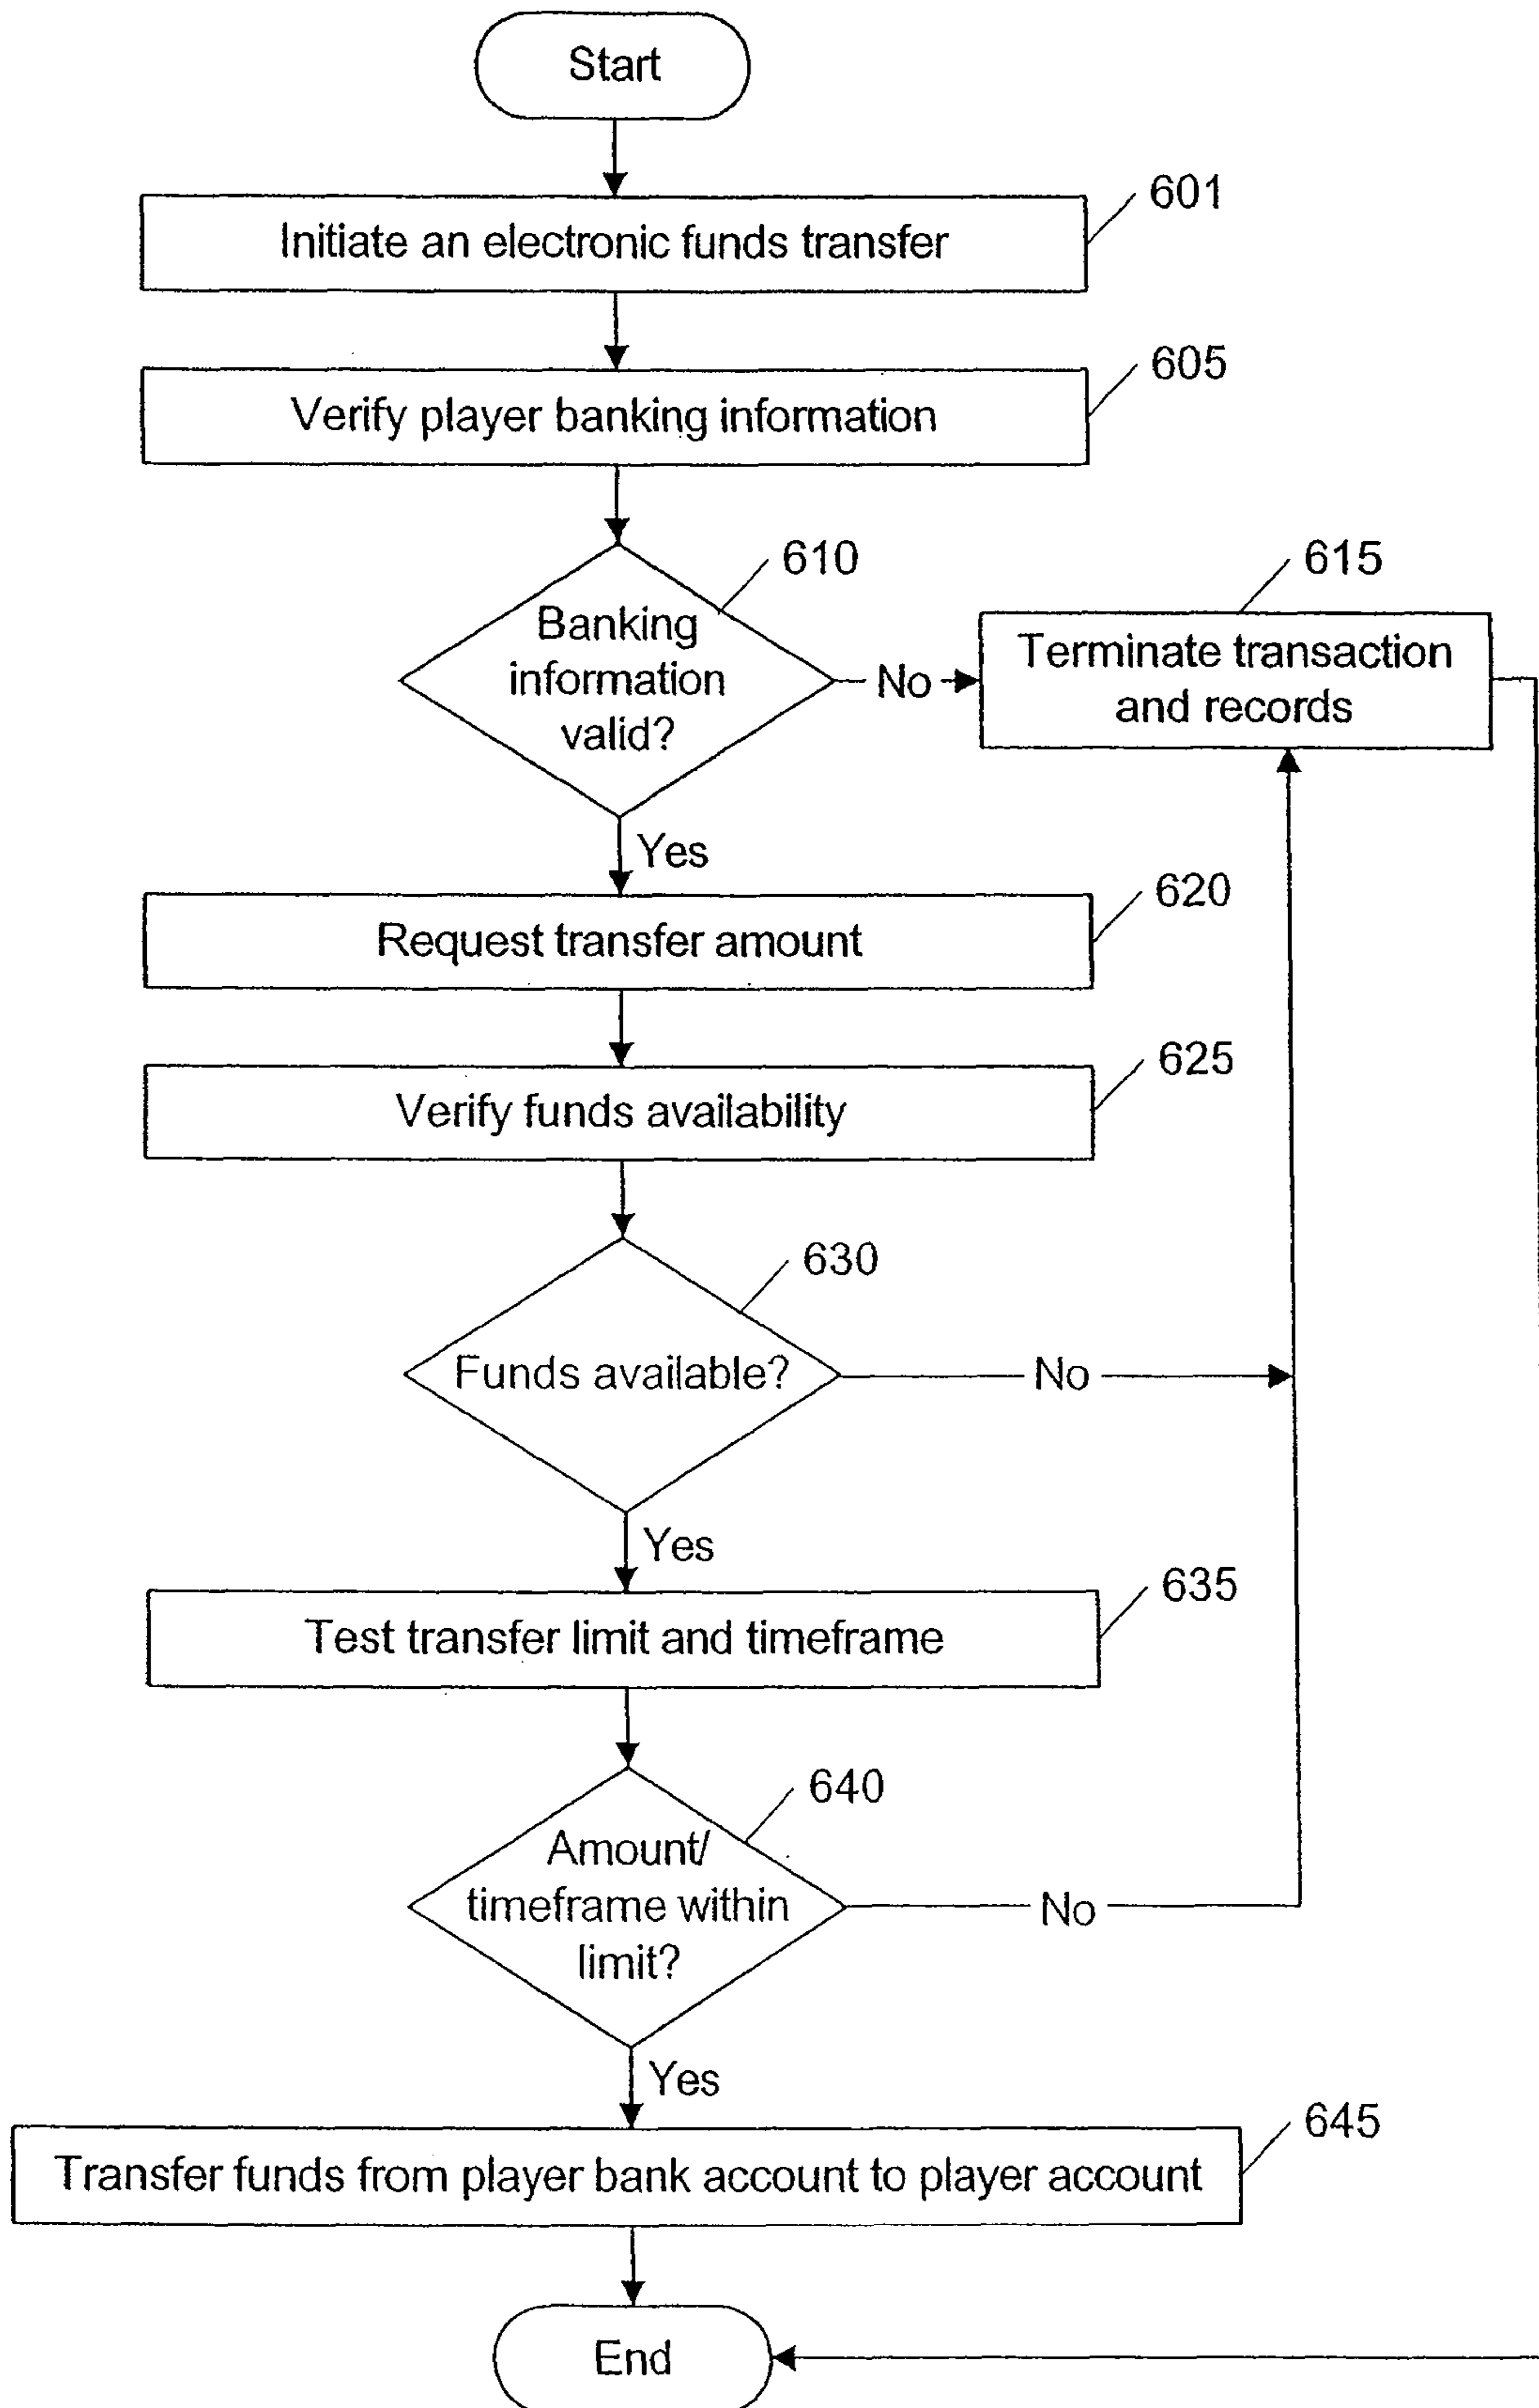 Start
601
Initiate an electronic funds transfer
605
Verify player banking information
610
Banking
information
valid?
No
615
Terminate transaction
and records
Yes
620
Request transfer amount
625
Verify funds availability
630
Funds available?
No
Yes
635
Test transfer limit and timeframe
640
Amount/
timeframe within
limit?
No
Yes
645
Transfer funds from player bank account to player account
End